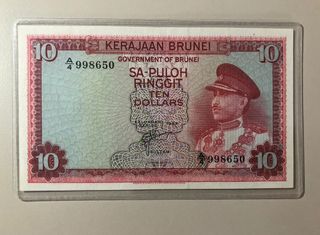 10 KERAJAAN BRUNEI 10
GOVERNMENT OF BRUNEI
A/4 998650
SA-PULOH
RINGGIT
TEN
DOLLARS
A/4 998650
10 10